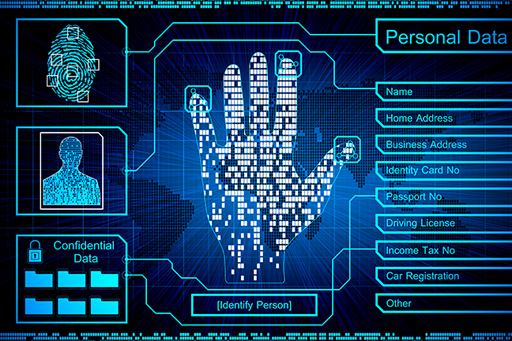 Personal Data
Name
Home Address
Business Address
Identity Card No
Passport No
Driving License
Income Tax No
Car Registration
Other
Confidential
Data
[Identify Person]